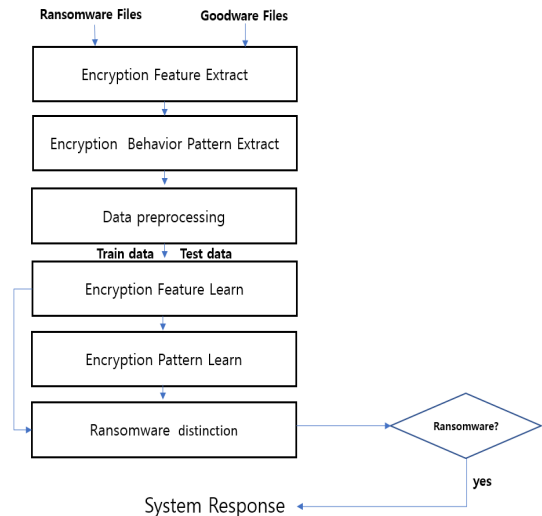 Ransomware Files
Goodware Files
Encryption Feature Extract
Encryption Behavior Pattern Extract
Data preprocessing
Train data
Test data
Encryption Feature Learn
Encryption Pattern Learn
Ransomware distinction
Ransomware?
yes
System Response